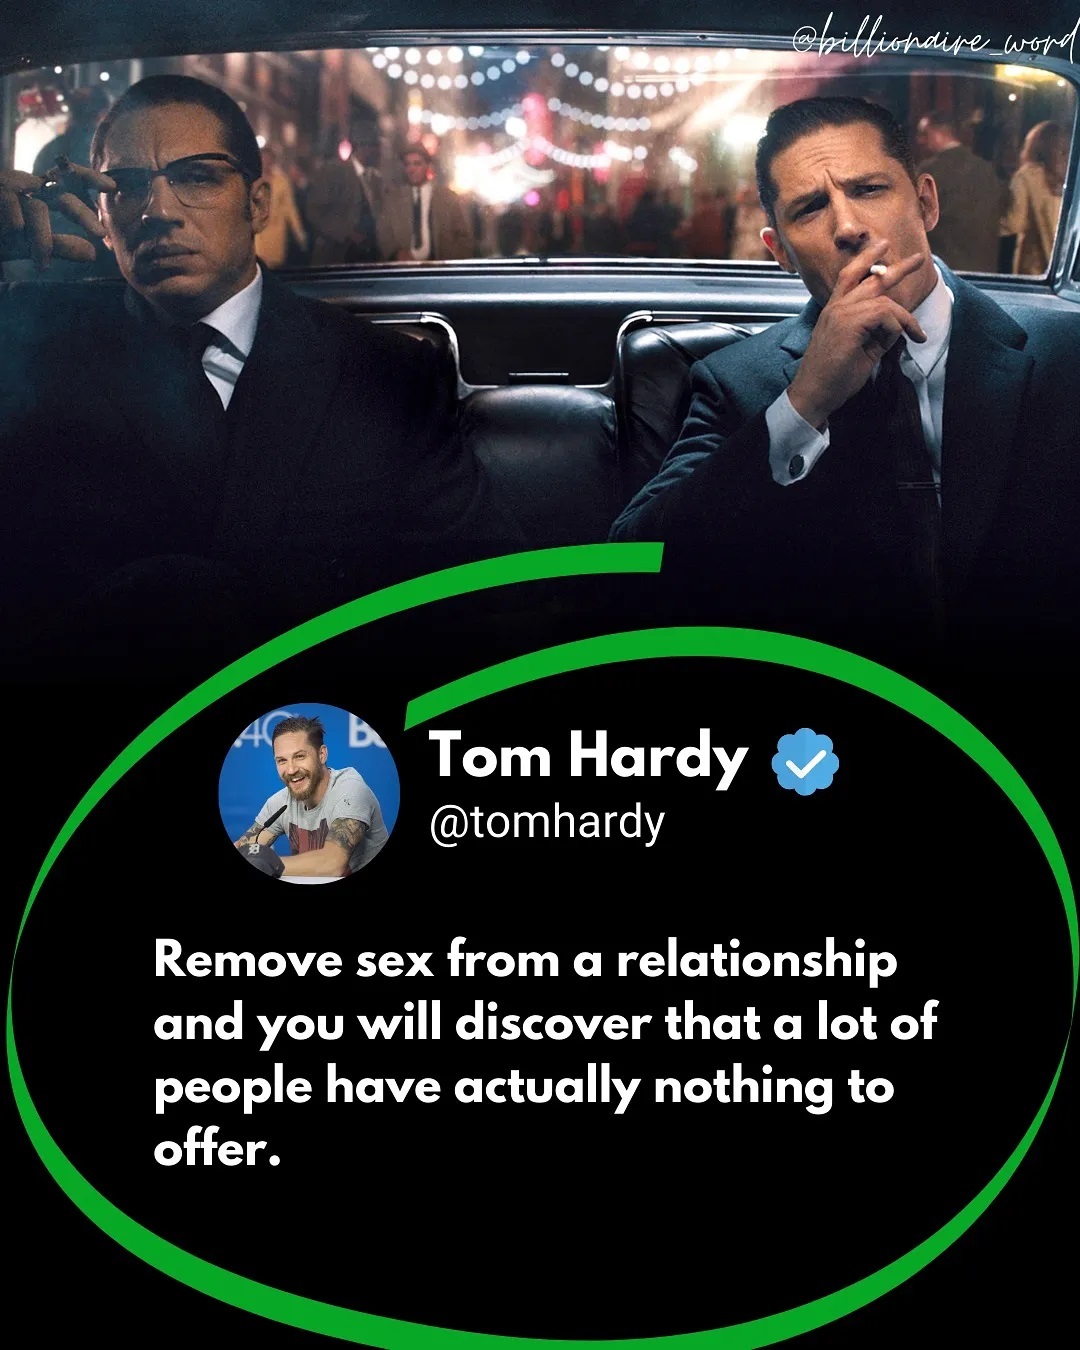 @billionaire_word
Tom Hardy
@tomhardy
Remove sex from a relationship
and you will discover that a lot of
people have actually nothing to
offer.